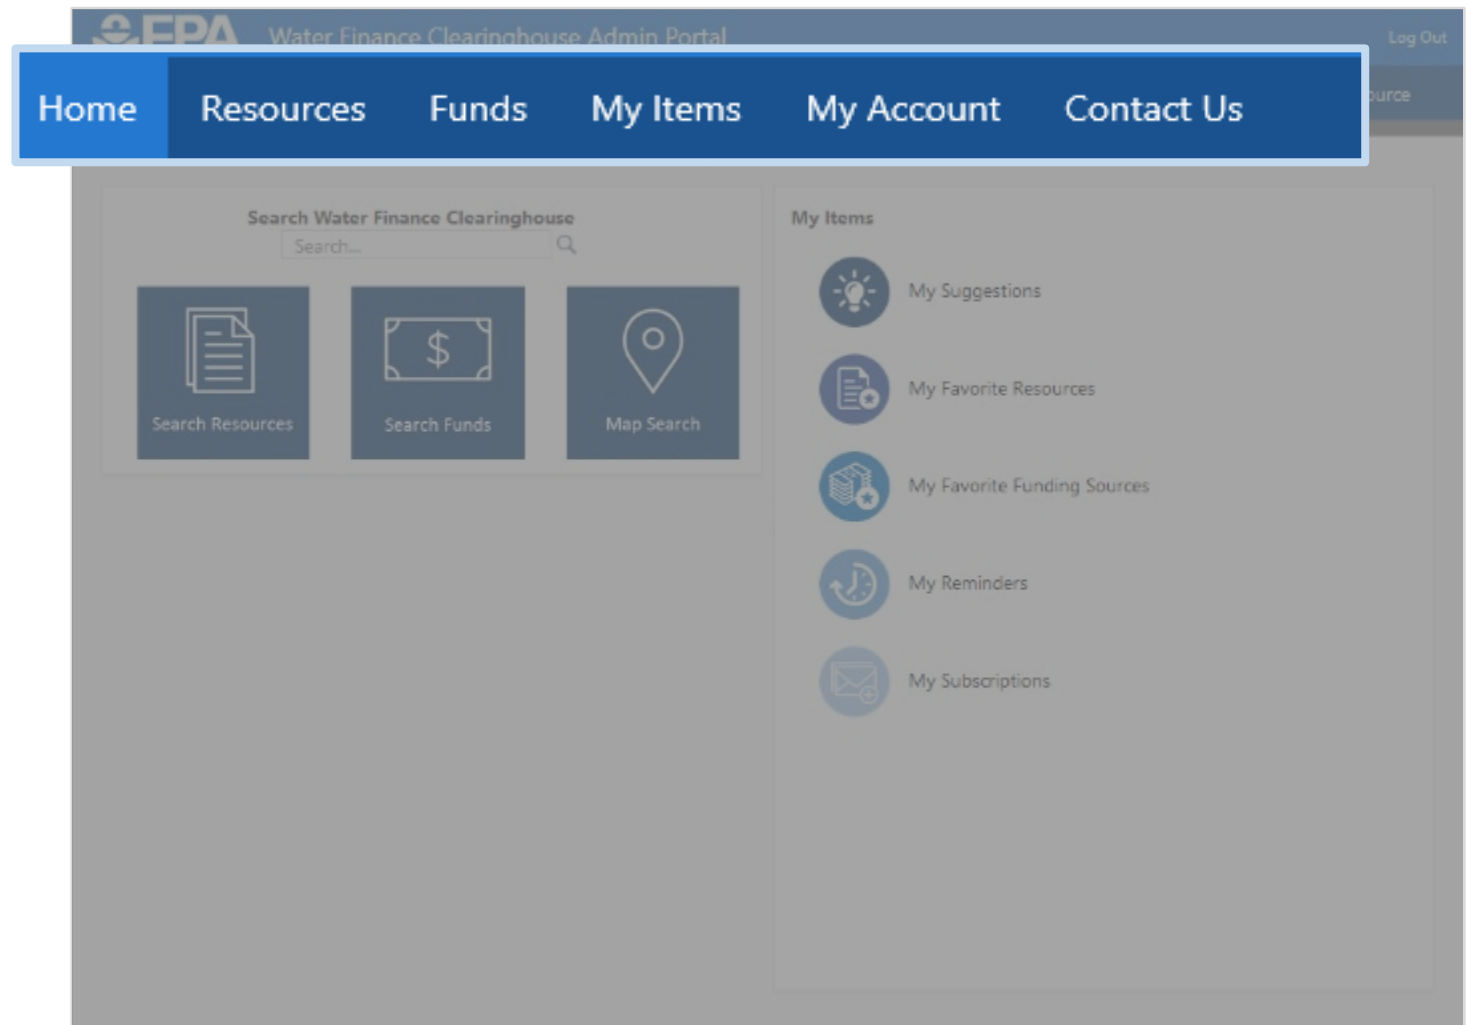 EPA Water Finance Clearinghouse Admin Portal Log Out
Home Resources Funds My Items My Account Contact Us
Search Water Finance Clearinghouse
Search...
Search Resources Search Funds Map Search
My Items
My Suggestions
My Favorite Resources
My Favorite Funding Sources
My Reminders
My Subscriptions